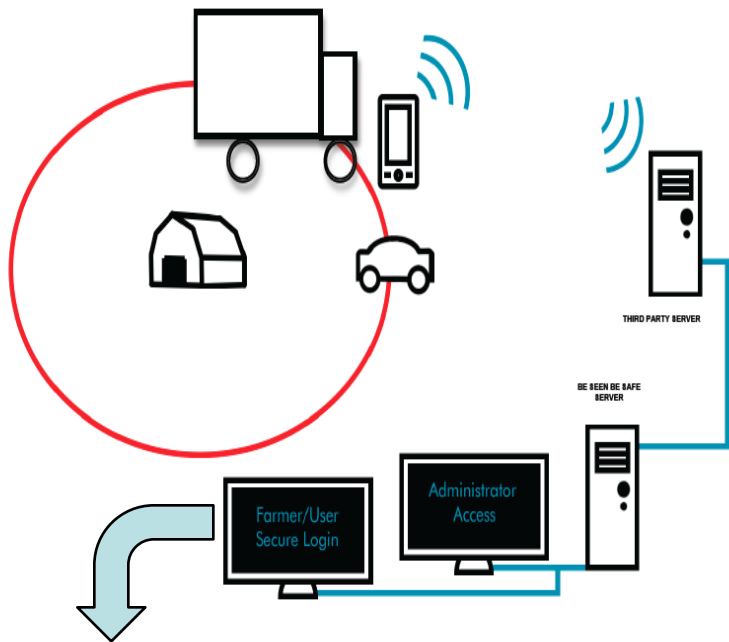 THIRD PARTY SERVER
BE SEEN BE SAFE
SERVER
Administrator
Access
Farmer/User
Secure Login